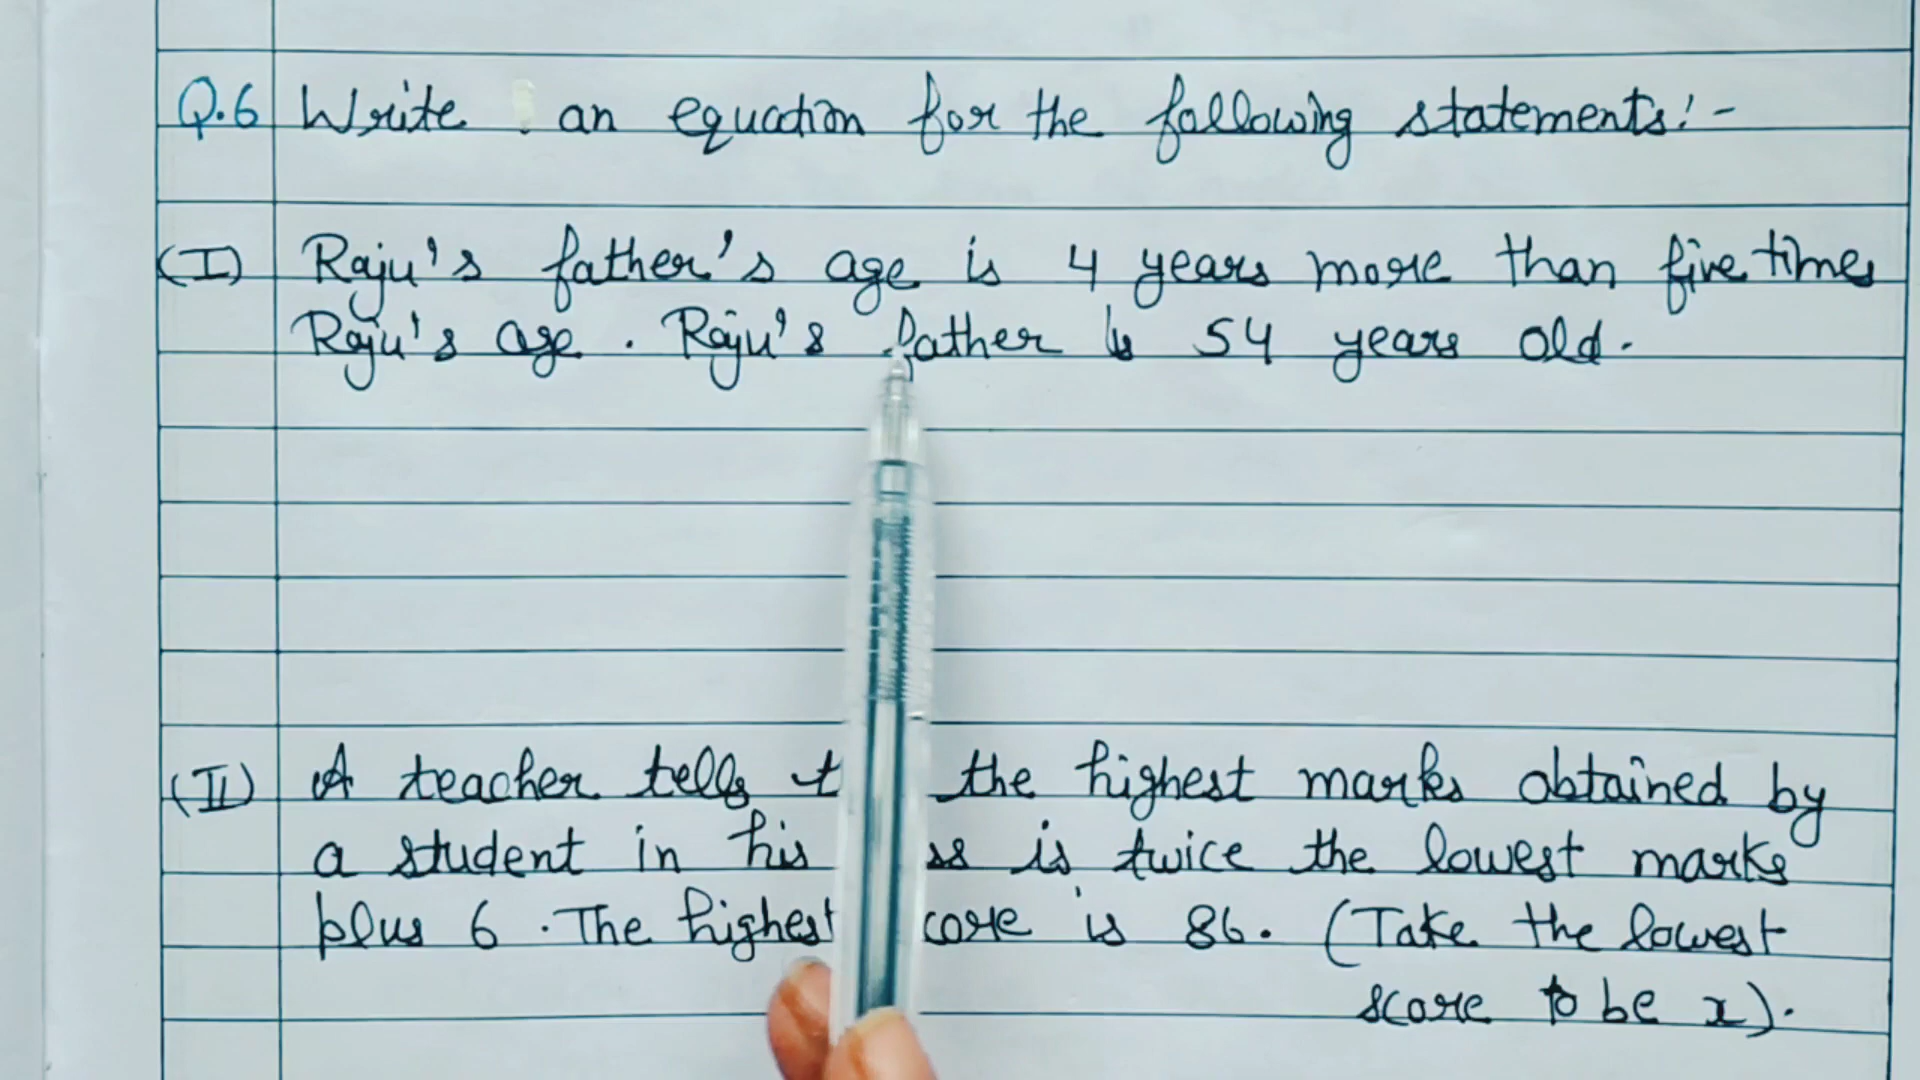 Q.6 Write an equation for the following statements:-
(I) Raju's father's age is 4 years more than five times
Raju's age. Raju's father is 54 years old.
(II) A teacher tells the highest marks obtained by
a student in his is twice the lowest marks
plus 6. The highest is 86. (Take the lowest
score to be x).